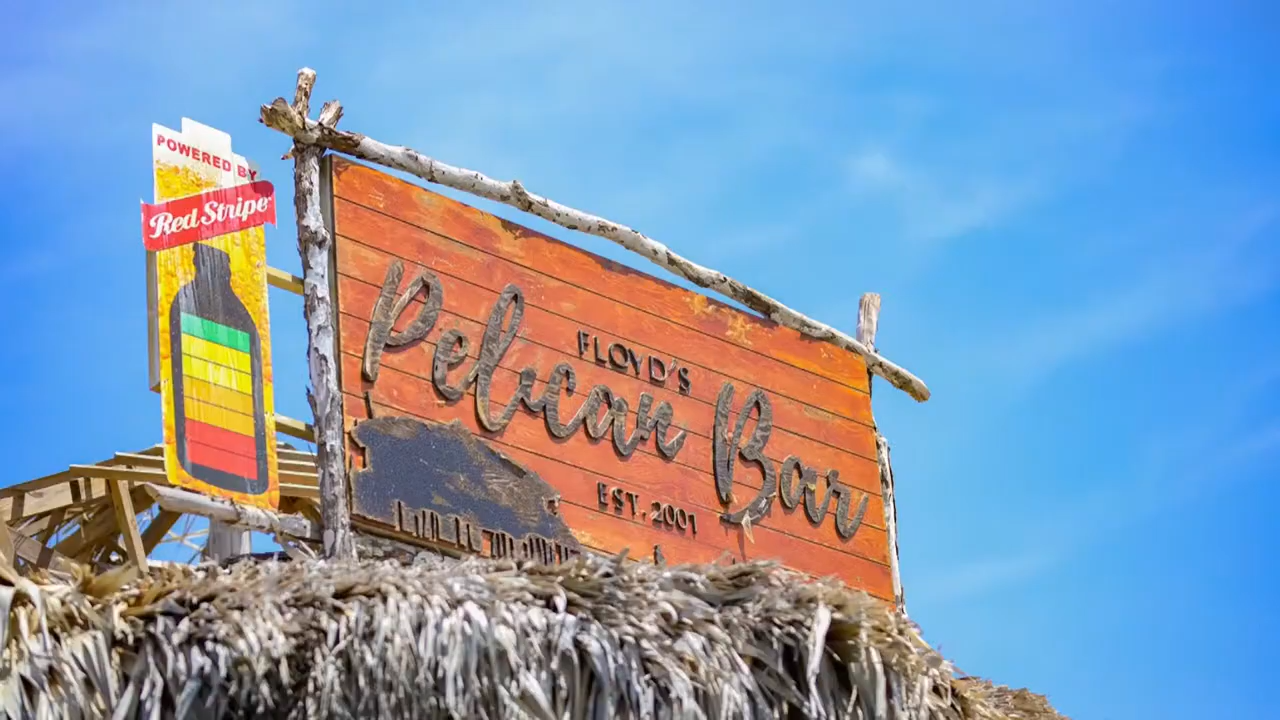 POWERED BY
Red Stripe
FLOYD'S
Pelican Bar
EST. 2001